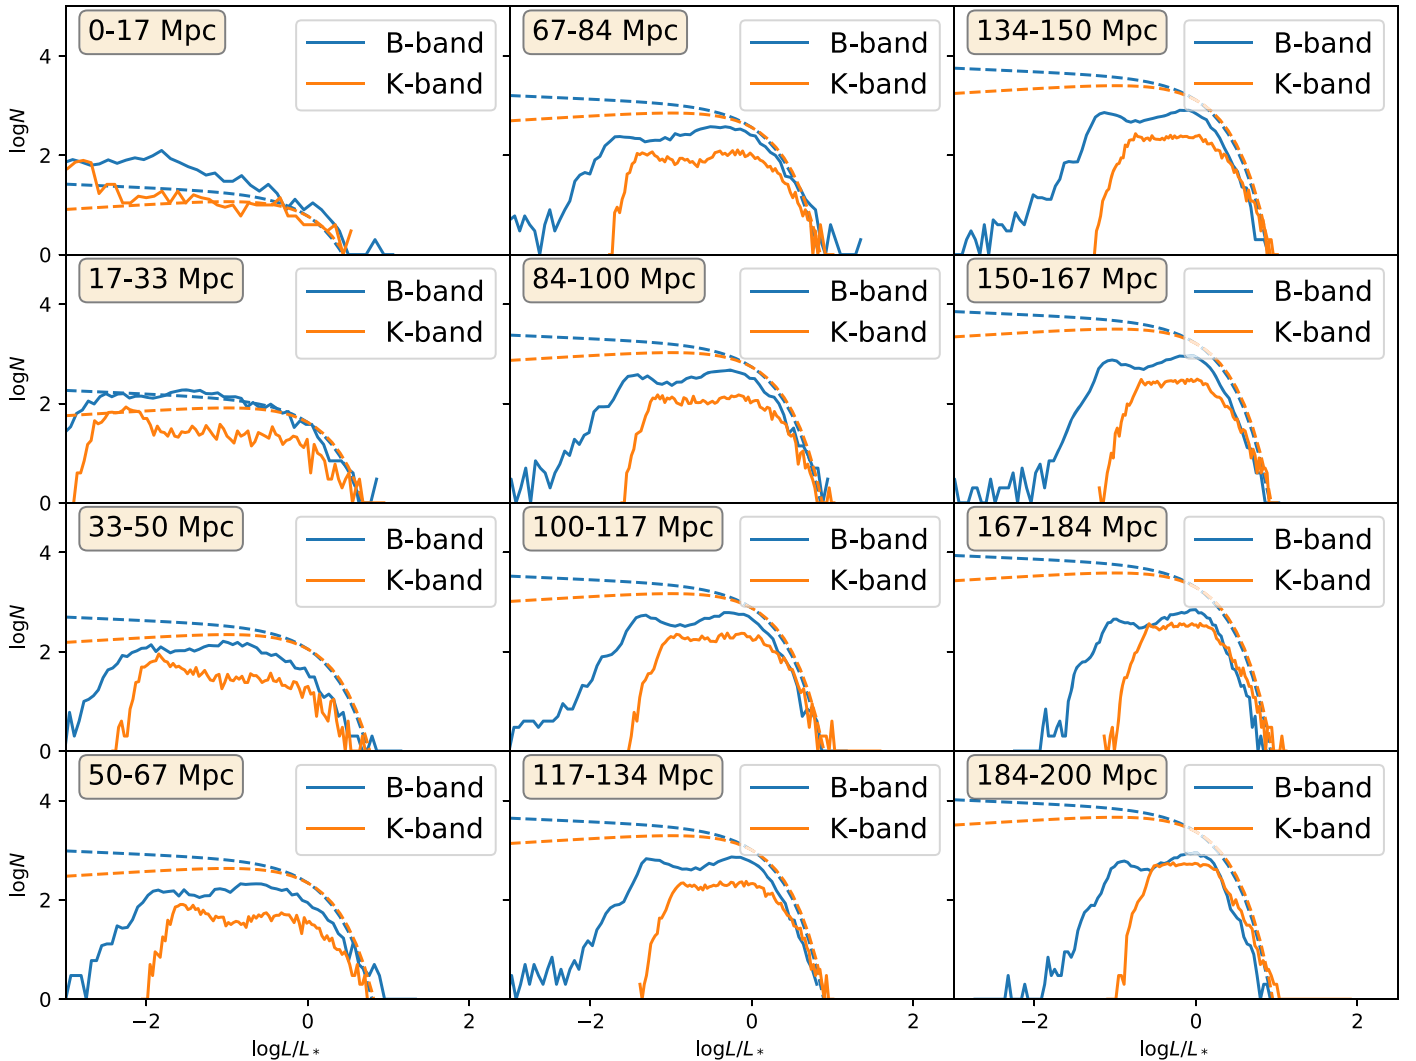 0-17 Mpc
B-band
K-band
67-84 Mpc
B-band
K-band
134-150 Mpc
B-band
K-band
logN
4
2
0
17-33 Mpc
B-band
K-band
84-100 Mpc
B-band
K-band
150-167 Mpc
B-band
K-band
logN
4
2
0
33-50 Mpc
B-band
K-band
100-117 Mpc
B-band
K-band
167-184 Mpc
B-band
K-band
logN
4
2
0
50-67 Mpc
B-band
K-band
117-134 Mpc
B-band
K-band
184-200 Mpc
B-band
K-band
logN
4
2
0
−2 0 2
−2 0 2
−2 0 2
logL/L*
logL/L*
logL/L*